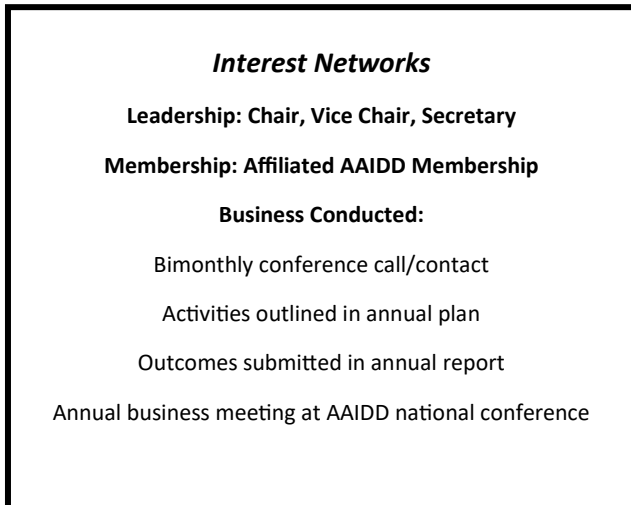 Interest Networks
Leadership: Chair, Vice Chair, Secretary
Membership: Affiliated AAIDD Membership
Business Conducted:
Bimonthly conference call/contact
Activities outlined in annual plan
Outcomes submitted in annual report
Annual business meeting at AAIDD national conference